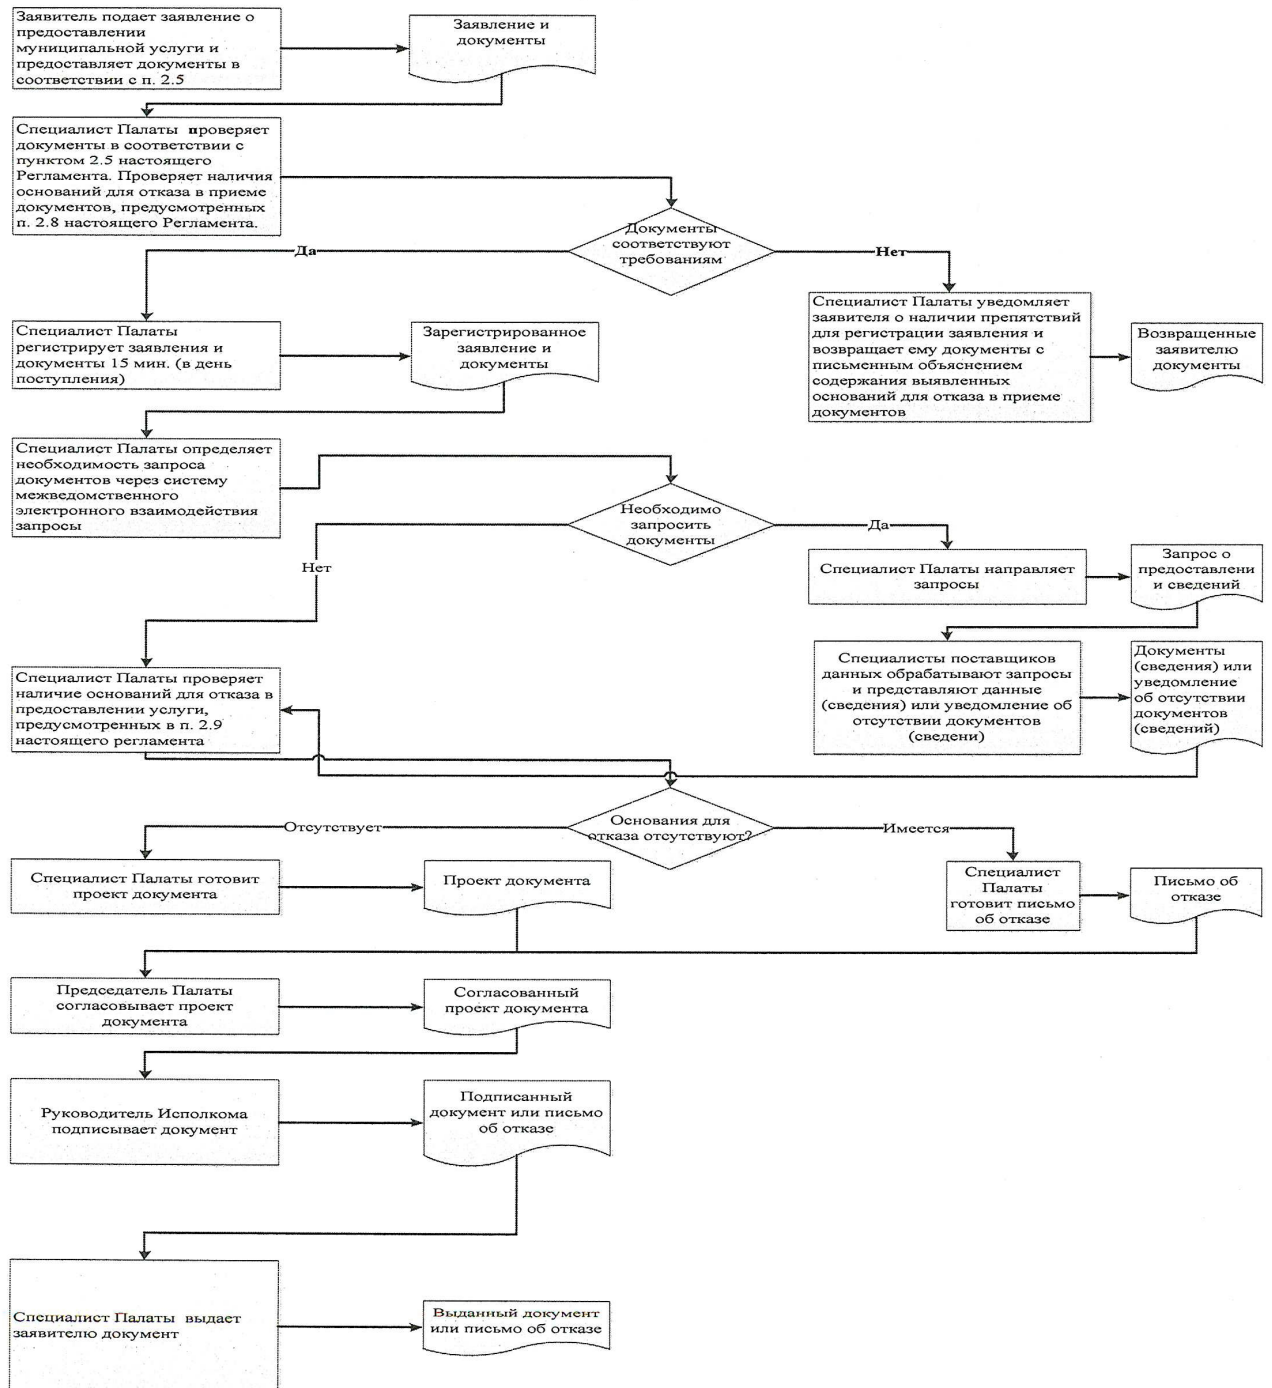 Заявитель подает заявление о
предоставлении
муниципальной услуги и
предоставляет документы в
соответствии с п. 2.5
Заявление и
документы
Специалист Палаты проверяет
документы в соответствии с
пунктом 2.5 настоящего
Регламента. Проверяет наличия
оснований для отказа в приеме
документов, предусмотренных
п. 2.8 настоящего Регламента.
Документы
соответствуют
требованиям
Да
Нет
Специалист Палаты
регистрирует заявления и
документы 15 мин. (в день
поступления)
Зарегистрированное
заявление и
документы
Специалист Палаты уведомляет
заявителя о наличии препятствий
для регистрации заявления и
возвращает ему документы с
письменным объяснением
содержания выявленных
оснований для отказа в приеме
документов
Возвращенные
заявителю
документы
Специалист Палаты определяет
необходимость запроса
документов через систему
межведомственного
электронного взаимодействия
запросы
Необходимо
запросить
документы
Нет
Да
Специалист Палаты направляет
запросы
Запрос о
предоставлени
и сведений
Специалист Палаты проверяет
наличие оснований для отказа в
предоставлении услуги,
предусмотренных в п. 2.9
настоящего регламента
Специалисты поставщиков
данных обрабатывают запросы
и представляют данные
(сведения) или уведомление об
отсутствии документов
(сведени)
Документы
(сведения) или
уведомление
об отсутствии
документов
(сведений)
Основания для
отказа отсутствуют?
Отсутствует
Имеется
Специалист Палаты готовит
проект документа
Проект документа
Специалист
Палаты
готовит письмо
об отказе
Письмо об
отказе
Председатель Палаты
согласовывает проект
документа
Согласованный
проект документа
Руководитель Исполкома
подписывает документ
Подписанный
документ или письмо
об отказе
Специалист Палаты выдает
заявителю документ
Выданный документ
или письмо об отказе